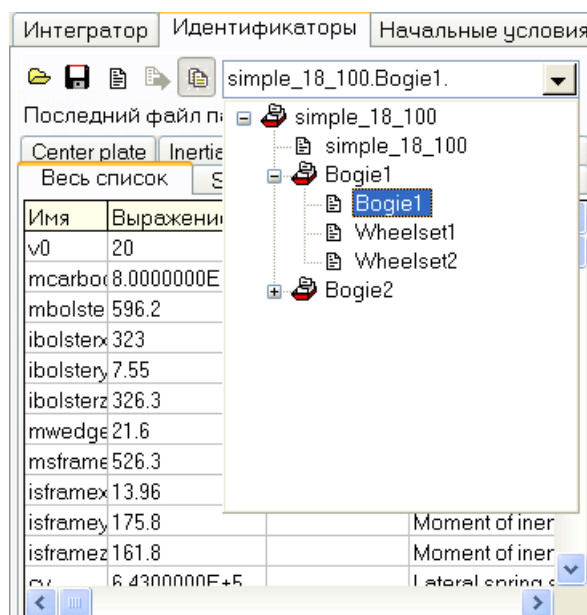 Интегратор Идентификаторы Начальные условия
simple_18_100.Bogie1.
Последний файл
simple_18_100
Center plate
simple_18_100
Весь список
Bogie1
Имя
Bogie1
v0 20
Wheelset1
8.0000000E
Wheelset2
mbolste 596.2
Bogie2
ibolsterx 323
ibolstery 7.55
ibolsterz 326.3
mwedge 21.6
msframe 526.3
isframex 13.96
isframey 175.8 Moment of iner
isframez 161.8 Moment of iner
6.4300000E+5 Lateral spring